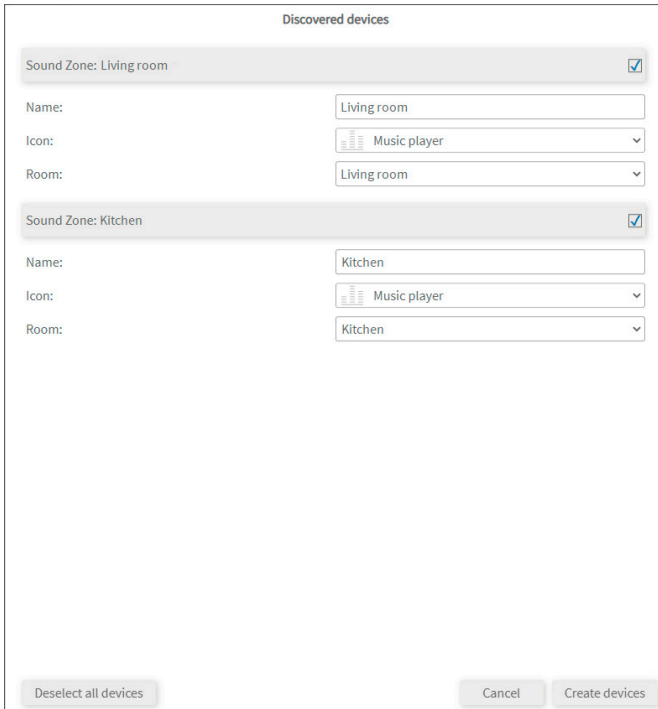 Discovered devices
Sound Zone: Living room
Name: Living room
Icon: Music player
Room: Living room
Sound Zone: Kitchen
Name: Kitchen
Icon: Music player
Room: Kitchen
Deselect all devices Cancel Create devices